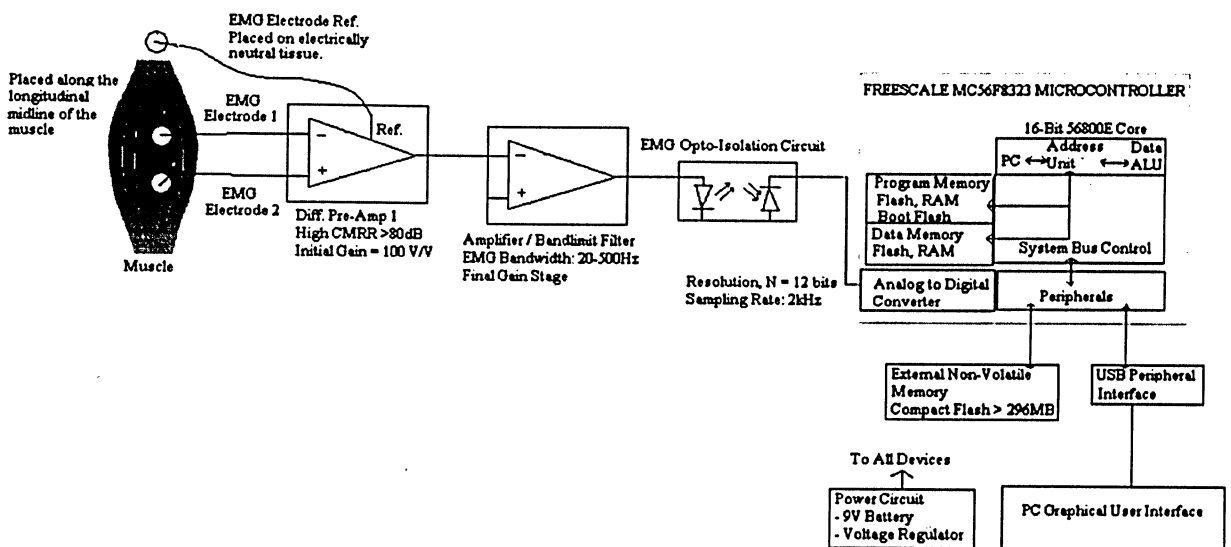 EMG Electrode Ref.
Placed on electrically
neutral tissue.
Placed along the
longitudinal
midline of the
muscle
EMG
Electrode 1
Ref.
EMG
Electrode 2
Muscle
Diff. Pre-Amp 1
High CMRR >80dB
Initial Gain = 100 V/V
Amplifier / Bandlimit Filter
EMG Bandwidth: 20-500Hz
Final Gain Stage
EMG Opto-Isolation Circuit
Resolution, N = 12 bits
Sampling Rate: 2kHz
FREESCALE MC56F8323 MICROCONTROLLER
16-Bit 56800E Core
PC
Address
Unit
Data
ALU
Program Memory
Flash, RAM
Boot Flash
Data Memory
Flash, RAM
System Bus Control
Analog to Digital
Converter
Peripherals
External Non-Volatile
Memory
Compact Flash > 296MB
USB Peripheral
Interface
To All Devices
Power Circuit
- 9V Battery
- Voltage Regulator
PC Graphical User Interface